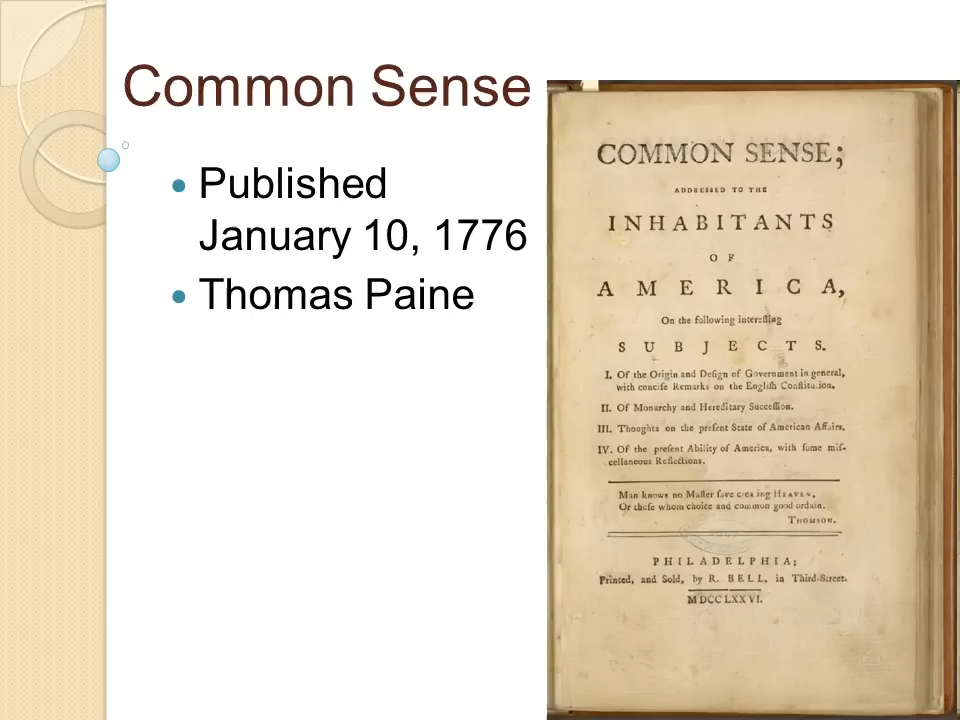 Common Sense
Published
January 10, 1776
Thomas Paine
COMMON SENSE;
ADDRESSED TO THE
INHABITANTS
OF
AMERICA,
On the following intereſting
SUBJECTS.
I. Of the Origin and Deſign of Government in general,
with conciſe Remarks on the Engliſh Conſtitution.
II. Of Monarchy and Hereditary Succeſſion.
III. Thoughts on the preſent State of American Affairs.
IV. Of the preſent Ability of America, with ſome miſ-
cellaneous Reflections.
Man knows no Maſter ſave creating HEAVEN,
Or thoſe whom choice and common good ordain.
THOMSON.
PHILADELPHIA;
Printed, and Sold, by R. BELL, in Third-Street.
MDCCLXXVI.